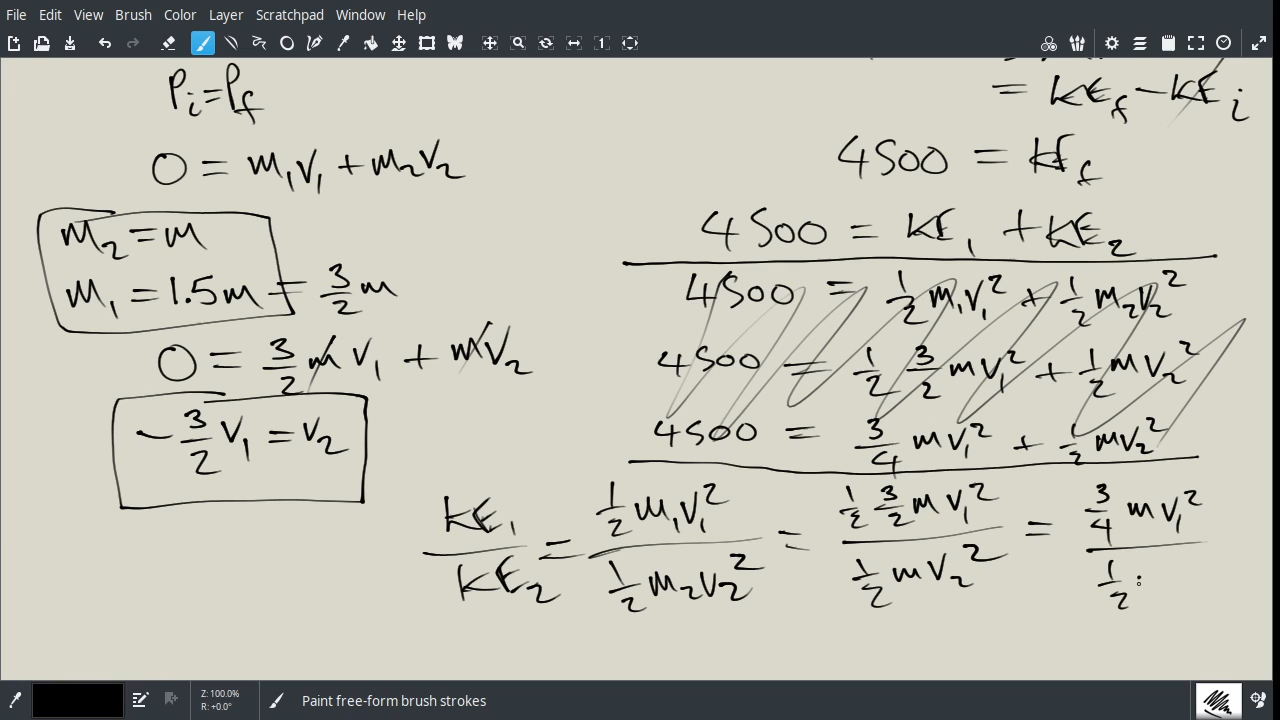 File Edit View Brush Color Layer Scratchpad Window Help
Pi = Pf
0 = m₁v₁ + m₂v₂
m₂ = m
m₁ = 1.5m = 3/2 m
0 = 3/2 m v₁ + m v₂
- 3/2 v₁ = v₂
= KEf - KEi
4500 = KEf
4500 = KE₁ + KE₂
4500 = 1/2 m₁v₁² + 1/2 m₂v₂²
4500 = 1/2 3/2 mv₁² + 1/2 mv₂²
4500 = 3/4 mv₁² + 1/2 mv₂²
KE₁/KE₂ = (1/2 m₁v₁²)/(1/2 m₂v₂²) = (1/2 3/2 mv₁²)/(1/2 mv₂²) = (3/4 mv₁²)/(1/2
Z: 100.0%
R: +0.0°
Paint free-form brush strokes